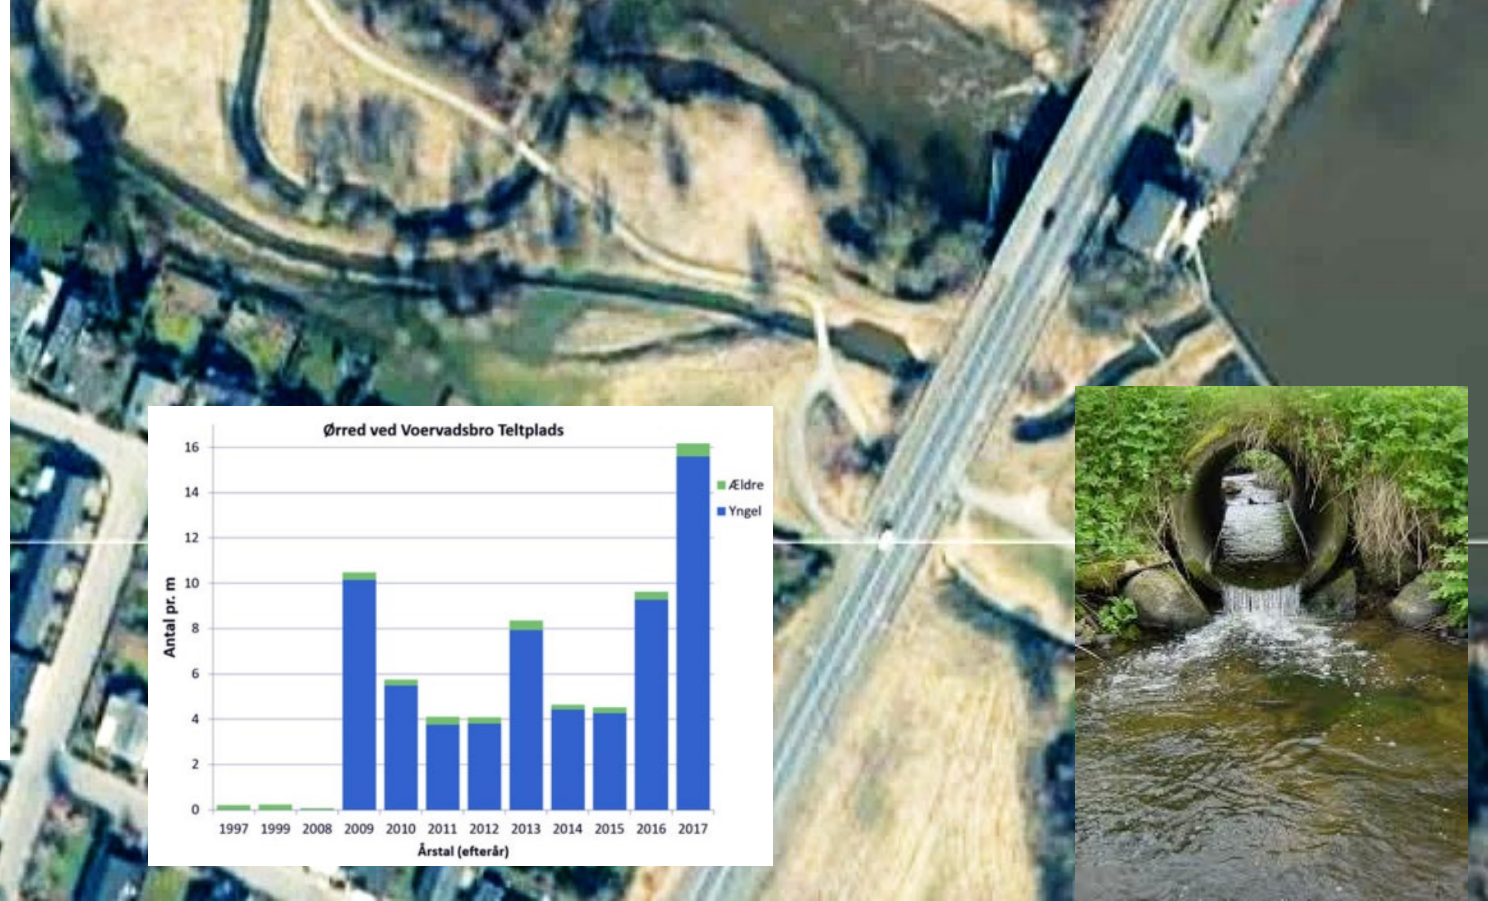 Ørred ved Voervadsbro Teltplads
16
14
12
10
8
6
4
2
0
Antal pr. m
Ældre
Yngel
1997 1999 2008 2009 2010 2011 2012 2013 2014 2015 2016 2017
Årstal (efterår)